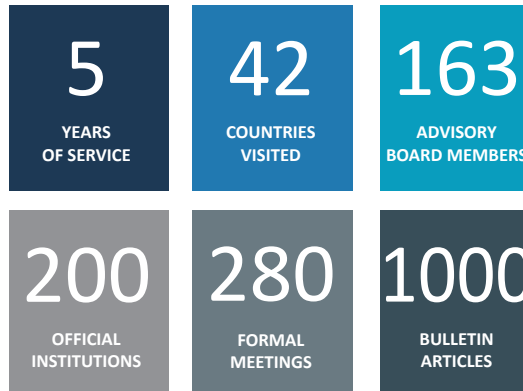 5
YEARS
OF SERVICE
42
COUNTRIES
VISITED
163
ADVISORY
BOARD MEMBERS
200
OFFICIAL
INSTITUTIONS
280
FORMAL
MEETINGS
1000
BULLETIN
ARTICLES